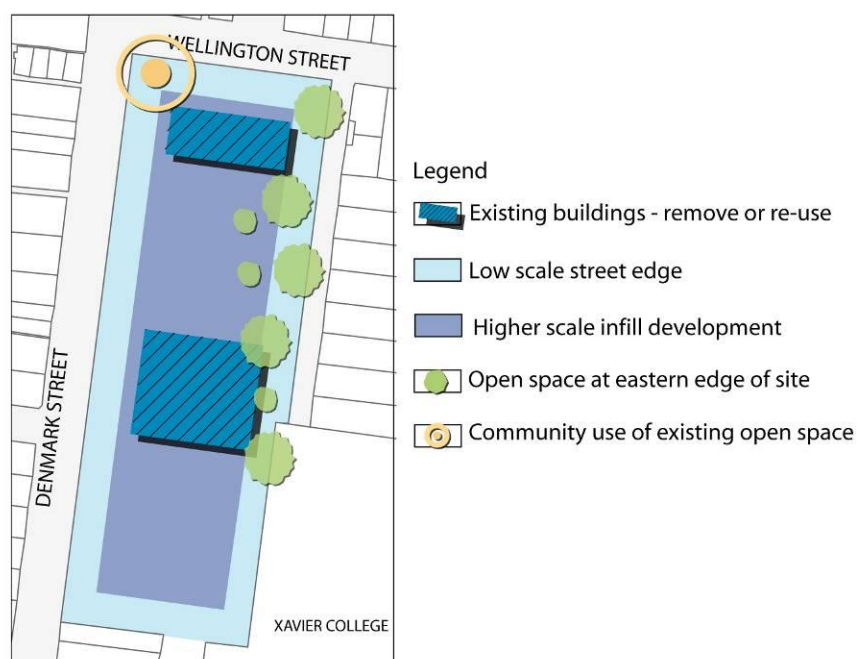 WELLINGTON STREET
DENMARK STREET
XAVIER COLLEGE
Legend
Existing buildings - remove or re-use
Low scale street edge
Higher scale infill development
Open space at eastern edge of site
Community use of existing open space